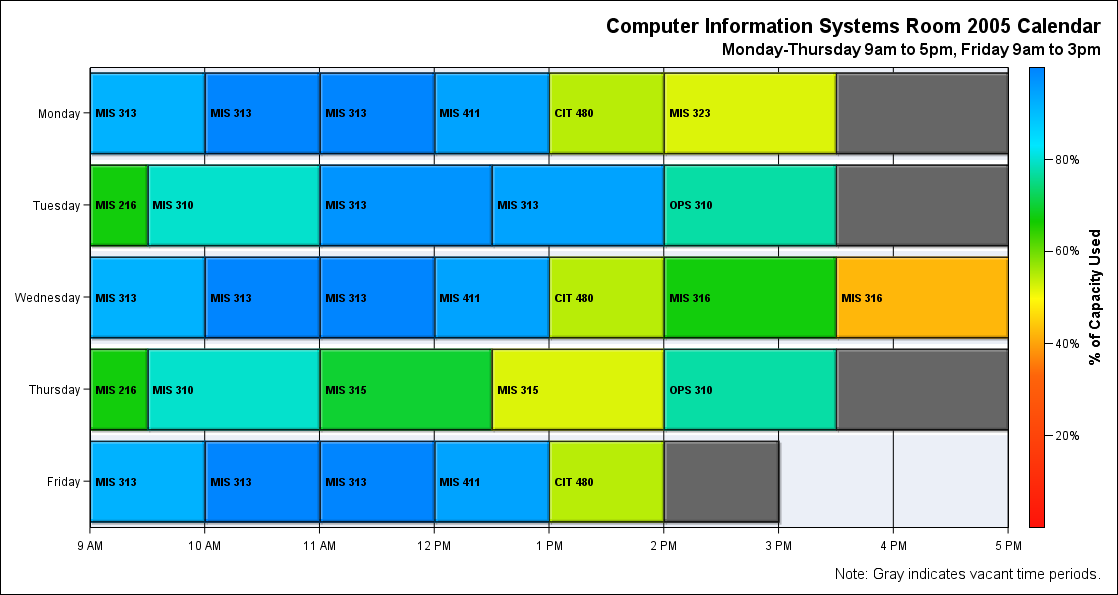 Computer Information Systems Room 2005 Calendar
Monday-Thursday 9am to 5pm, Friday 9am to 3pm
Monday MIS 313 MIS 313 MIS 313 MIS 411 CIT 480 MIS 323
Tuesday MIS 216 MIS 310 MIS 313 MIS 313 OPS 310
Wednesday MIS 313 MIS 313 MIS 313 MIS 411 CIT 480 MIS 316 MIS 316
Thursday MIS 216 MIS 310 MIS 315 MIS 315 OPS 310
Friday MIS 313 MIS 313 MIS 313 MIS 411 CIT 480
9 AM 10 AM 11 AM 12 PM 1 PM 2 PM 3 PM 4 PM 5 PM
80%
60%
40%
20%
% of Capacity Used
Note: Gray indicates vacant time periods.